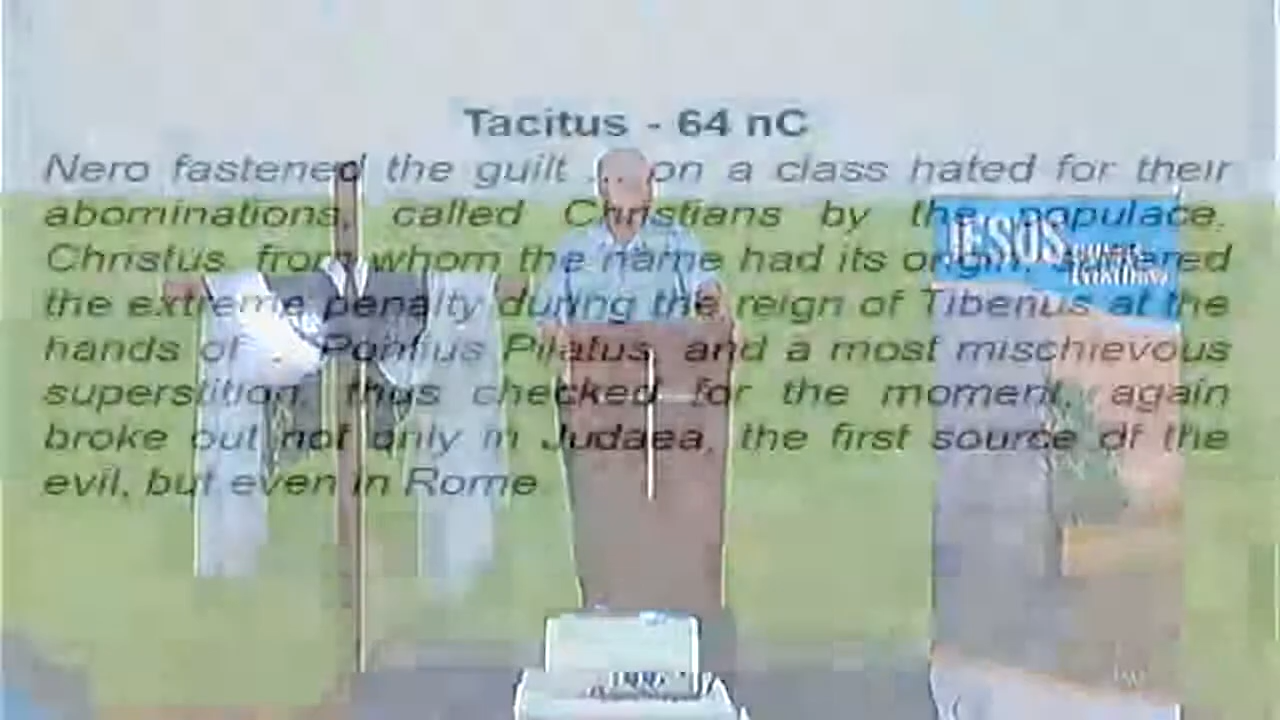 Tacitus - 64 nC
Nero fastened the guilt ... on a class hated for their
abominations, called Christians by the populace.
Christus, from whom the name had its origin, suffered
the extreme penalty during the reign of Tiberius at the
hands of ... Pontius Pilatus, and a most mischievous
superstition, thus checked for the moment, again
broke out not only in Judaea, the first source of the
evil, but even in Rome
JESOS